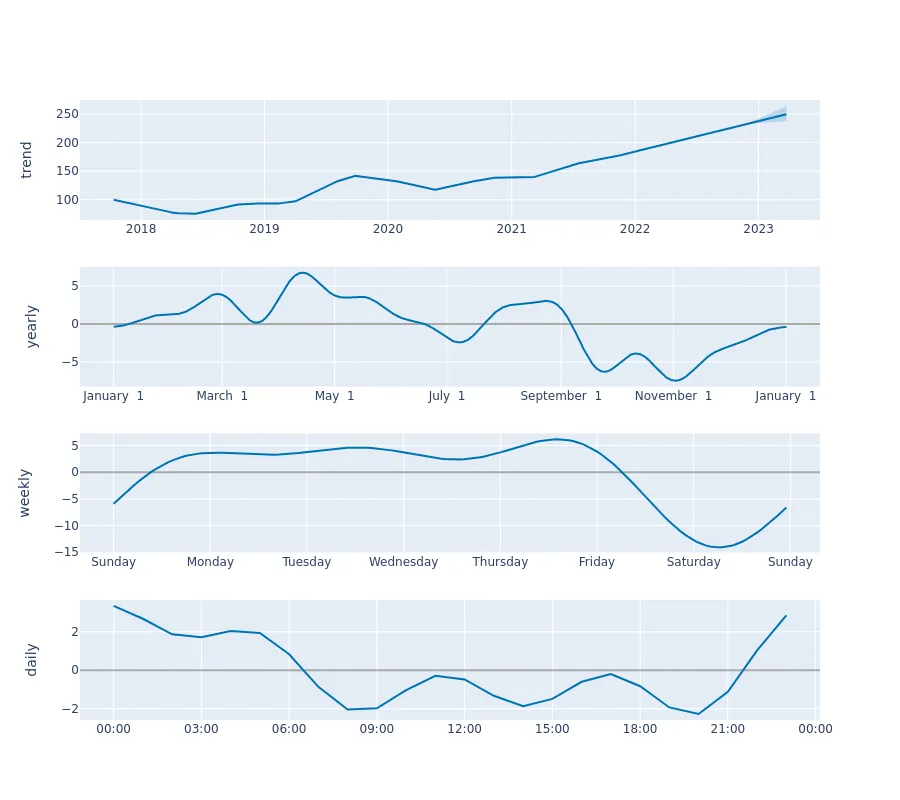 trend
250
200
150
100
2018 2019 2020 2021 2022 2023
yearly
5
0
−5
January 1 March 1 May 1 July 1 September 1 November 1 January 1
weekly
5
0
−5
−10
−15
Sunday Monday Tuesday Wednesday Thursday Friday Saturday Sunday
daily
2
0
−2
00:00 03:00 06:00 09:00 12:00 15:00 18:00 21:00 00:00